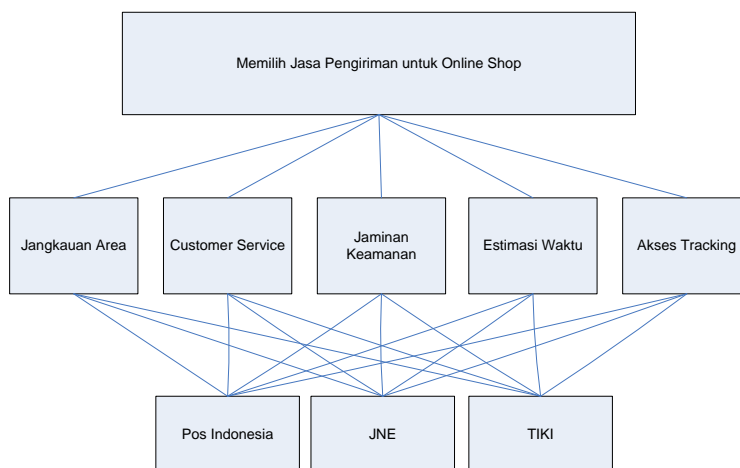 Memilih Jasa Pengiriman untuk Online Shop
Jangkauan Area
Customer Service
Jaminan
Keamanan
Estimasi Waktu
Akses Tracking
Pos Indonesia
JNE
TIKI